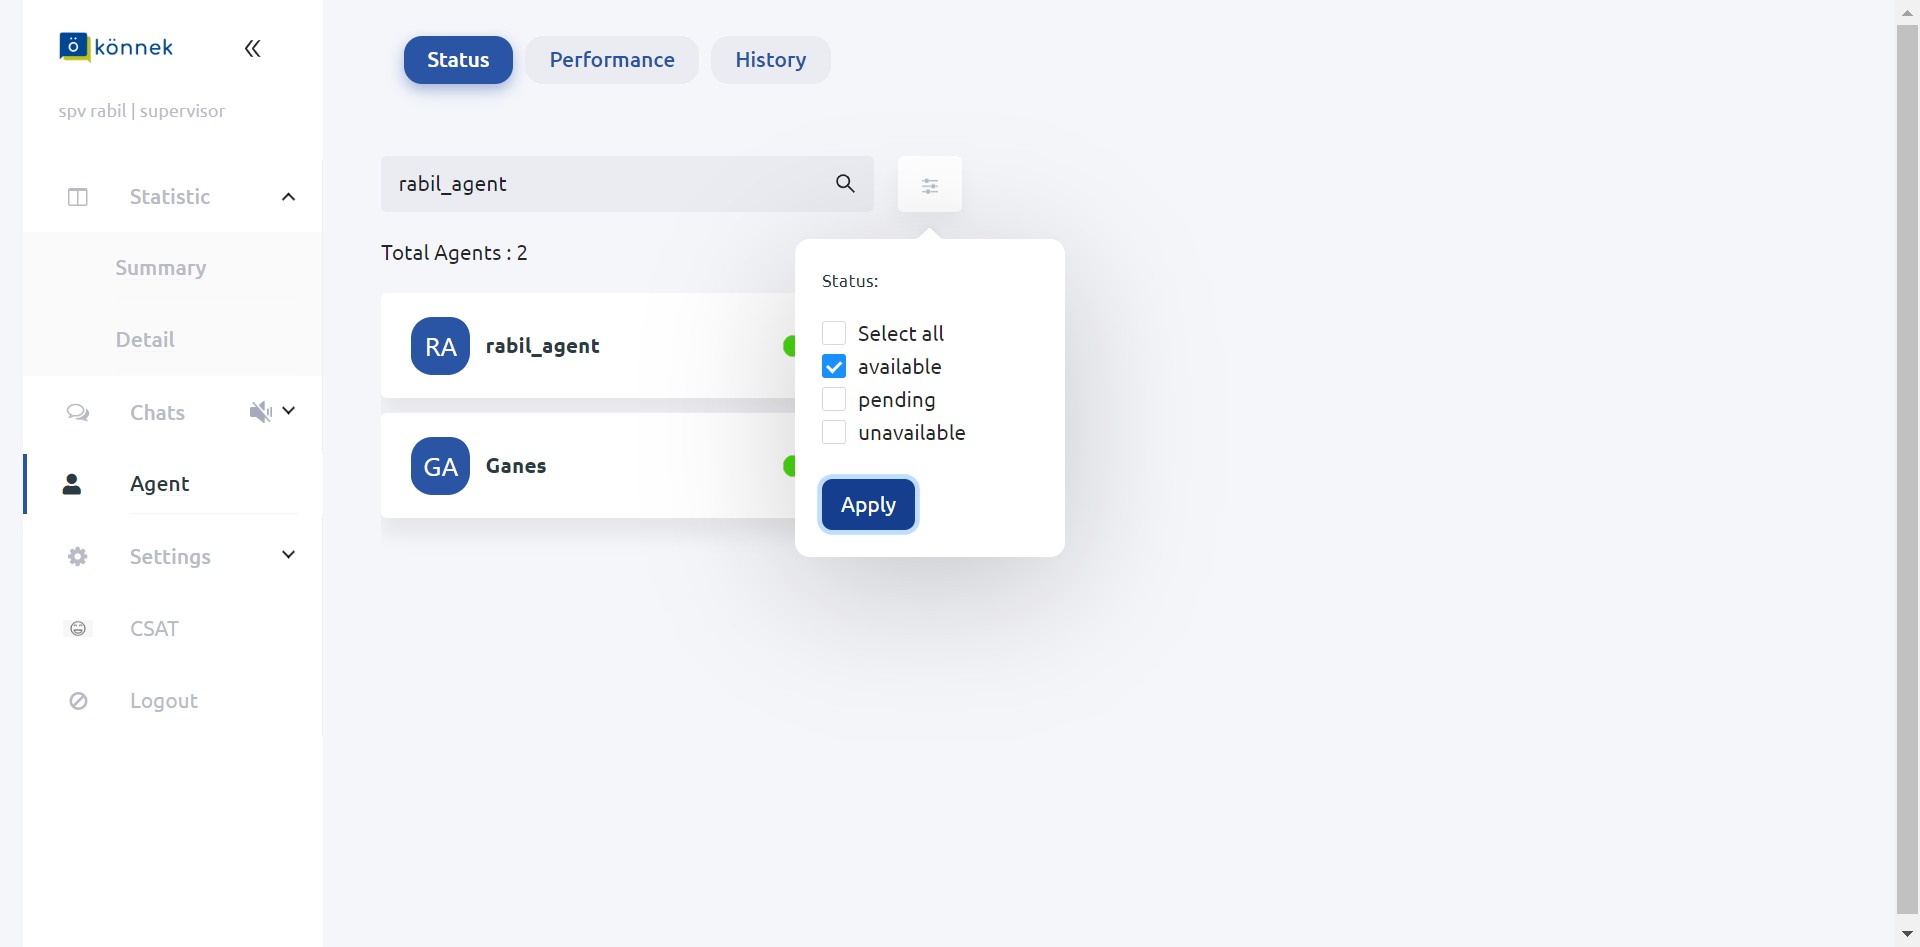 ö könnek
spv rabil | supervisor
Statistic
Summary
Detail
Chats
Agent
Settings
CSAT
Logout
Status
Performance
History
rabil_agent
Total Agents : 2
RA
rabil_agent
GA
Ganes
Status:
Select all
available
pending
unavailable
Apply